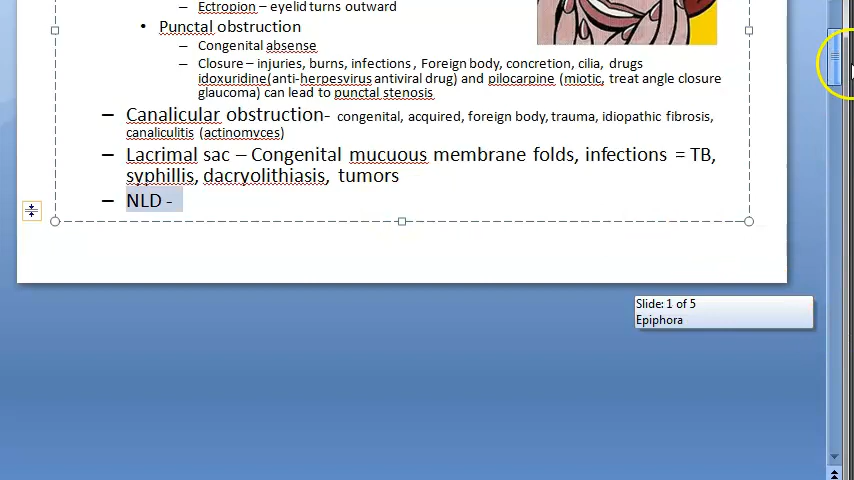 – Ectropion – eyelid turns outward
• Punctal obstruction
– Congenital absense
– Closure – injuries, burns, infections , Foreign body, concretion, cilia, drugs
idoxuridine(anti-herpesvirus antiviral drug) and pilocarpine (miotic, treat angle closure
glaucoma) can lead to punctal stenosis
– Canalicular obstruction- congenital, acquired, foreign body, trauma, idiopathic fibrosis,
canaliculitis (actinomyces)
– Lacrimal sac – Congenital mucuous membrane folds, infections = TB,
syphillis, dacryolithiasis, tumors
– NLD -
Slide: 1 of 5
Epiphora